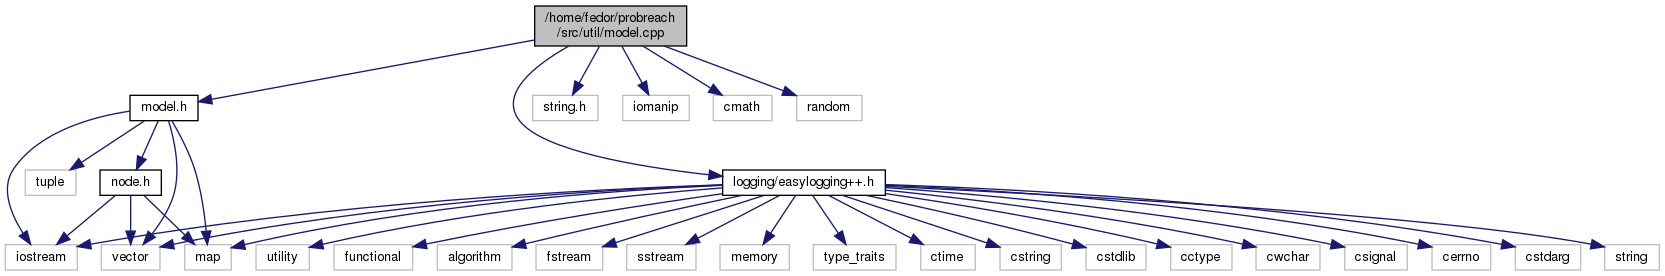 /home/fedor/probreach
/src/util/model.cpp
model.h
string.h
iomanip
cmath
random
tuple
node.h
logging/easylogging++.h
iostream
vector
map
utility
functional
algorithm
fstream
sstream
memory
type_traits
ctime
cstring
cstdlib
cctype
cwchar
csignal
cerrno
cstdarg
string